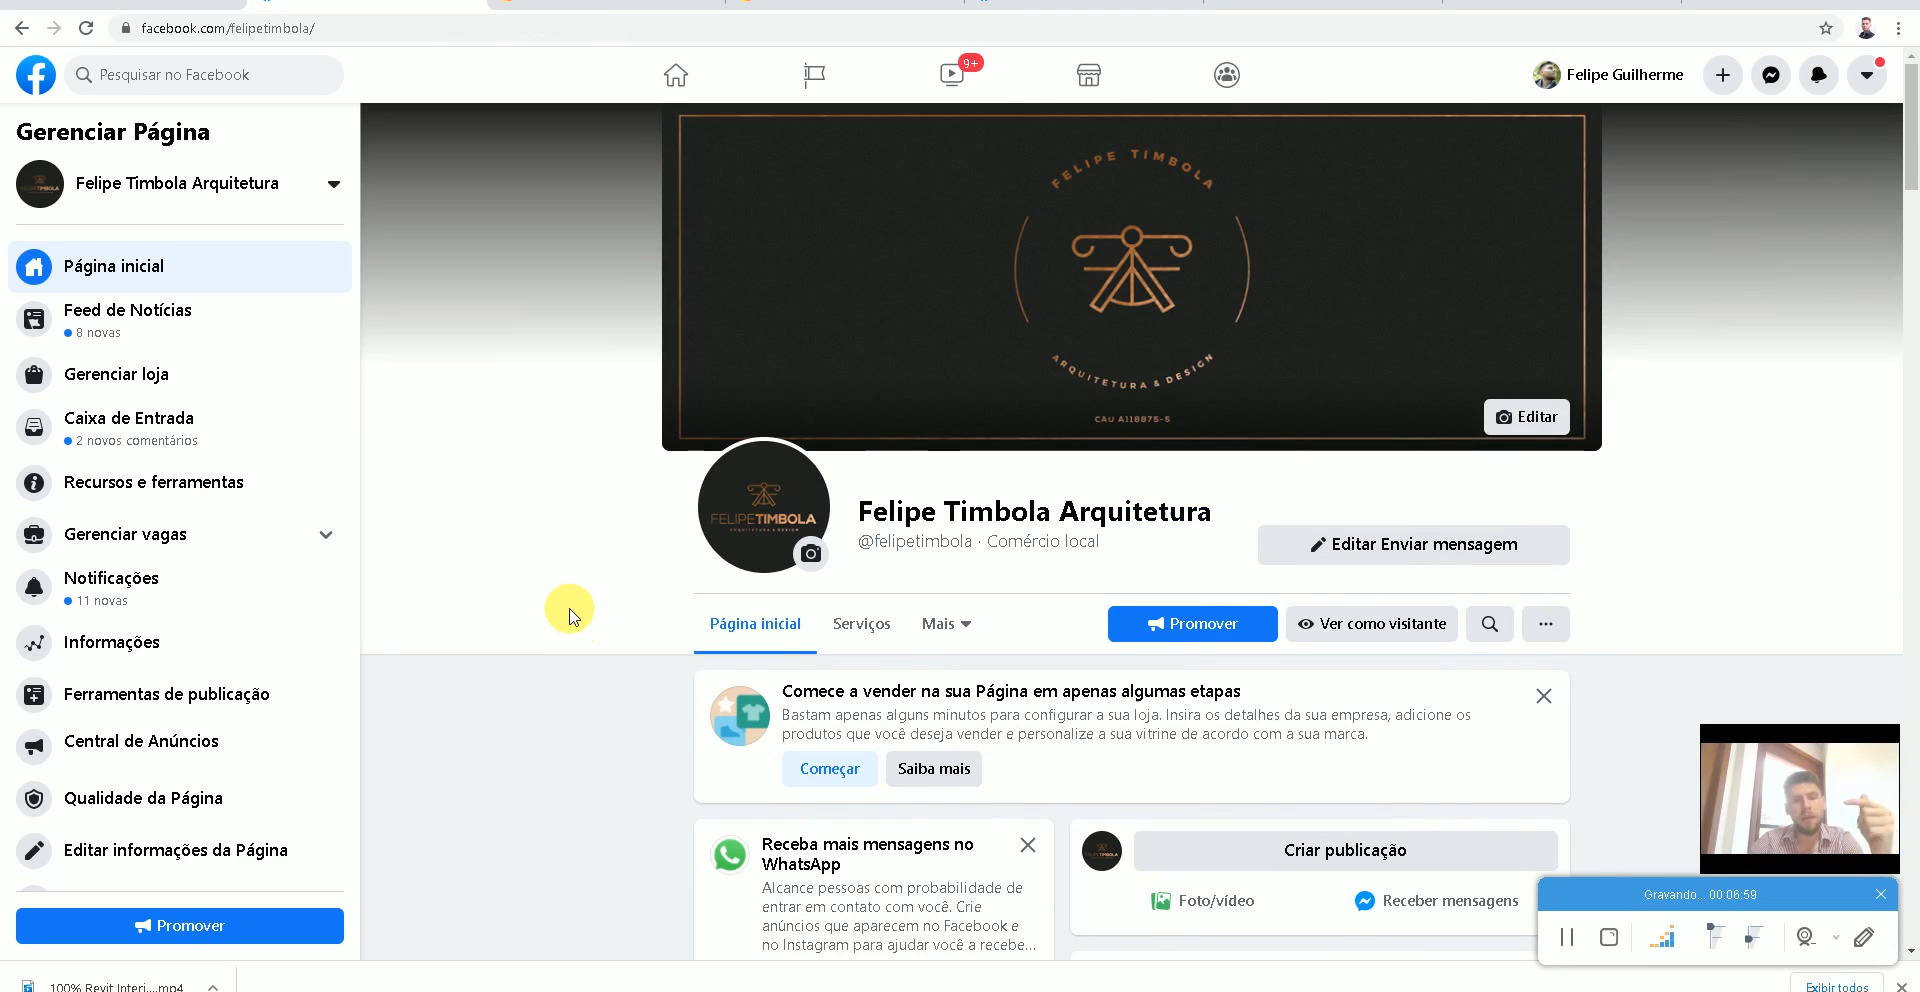 facebook.com/felipetimbola/
Pesquisar no Facebook
9+
Felipe Guilherme
Gerenciar Página
Felipe Timbola Arquitetura
Página inicial
Feed de Notícias
8 novas
Gerenciar loja
Caixa de Entrada
2 novos comentários
Recursos e ferramentas
Gerenciar vagas
Notificações
11 novas
Informações
Ferramentas de publicação
Central de Anúncios
Qualidade da Página
Editar informações da Página
Promover
FELIPE TIMBOLA
ARQUITETURA & DESIGN
CAU A118875-5
Editar
FELIPETIMBOLA
ARQUITETURA & DESIGN
Felipe Timbola Arquitetura
@felipetimbola · Comércio local
Editar Enviar mensagem
Página inicial
Serviços
Mais
Promover
Ver como visitante
Comece a vender na sua Página em apenas algumas etapas
Bastam apenas alguns minutos para configurar a sua loja. Insira os detalhes da sua empresa, adicione os
produtos que você deseja vender e personalize a sua vitrine de acordo com a sua marca.
Começar
Saiba mais
Receba mais mensagens no
WhatsApp
Alcance pessoas com probabilidade de
entrar em contato com você. Crie
anúncios que aparecem no Facebook e
no Instagram para ajudar você a recebe...
Criar publicação
Foto/vídeo
Receber mensagens
Gravando... 00:06:59
100% Revit Interi....mp4
Exibir todos